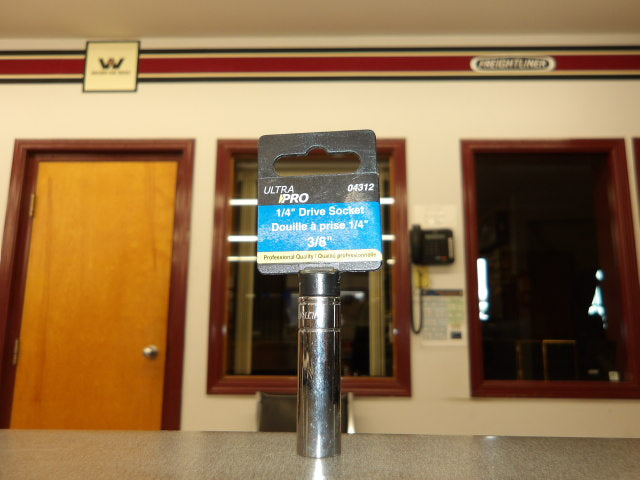 FREIGHTLINER
ULTRA
PRO
04312
1/4" Drive Socket
Douille à prise 1/4"
3/8"
Professional Quality / Qualité professionnelle